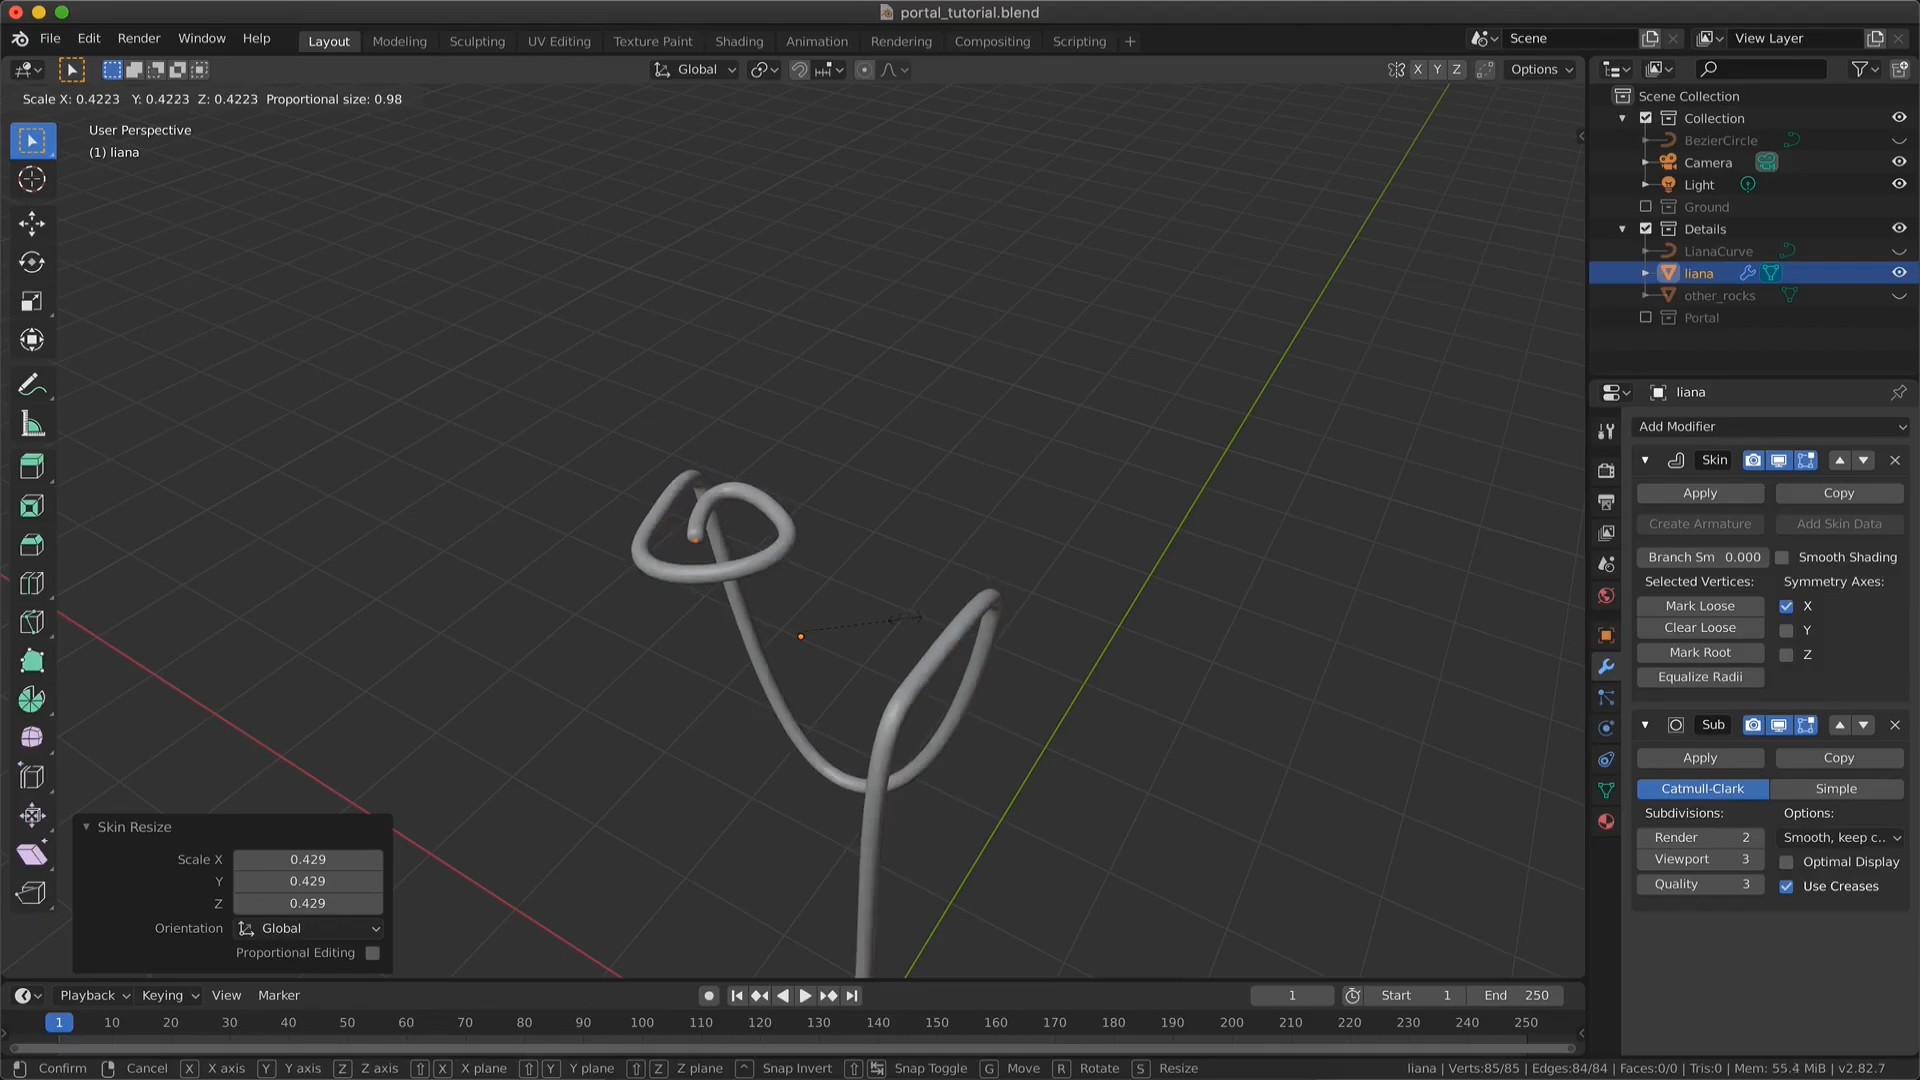 portal_tutorial.blend
File Edit Render Window Help Layout Modeling Sculpting UV Editing Texture Paint Shading Animation Rendering Compositing Scripting + Scene View Layer
Global X Y Z Options
Scale X: 0.4223 Y: 0.4223 Z: 0.4223 Proportional size: 0.98
User Perspective
(1) liana
Scene Collection
Collection
BezierCircle
Camera
Light
Ground
Details
LianaCurve
liana
other_rocks
Portal
liana
Add Modifier
Skin
Apply Copy
Create Armature Add Skin Data
Branch Sm 0.000 Smooth Shading
Selected Vertices: Symmetry Axes:
Mark Loose X
Clear Loose Y
Mark Root Z
Equalize Radii
Sub
Apply Copy
Catmull-Clark Simple
Subdivisions: Options:
Render 2 Smooth, keep c..
Viewport 3 Optimal Display
Quality 3 Use Creases
Skin Resize
Scale X 0.429
Y 0.429
Z 0.429
Orientation Global
Proportional Editing
Playback Keying View Marker 1 Start 1 End 250
1 10 20 30 40 50 60 70 80 90 100 110 120 130 140 150 160 170 180 190 200 210 220 230 240 250
Confirm Cancel X X axis Y Y axis Z Z axis X X plane Y Y plane Z Z plane Snap Invert Snap Toggle G Move R Rotate S Resize liana | Verts:85/85 | Edges:84/84 | Faces:0/0 | Tris:0 | Mem: 55.4 MiB | v2.82.7